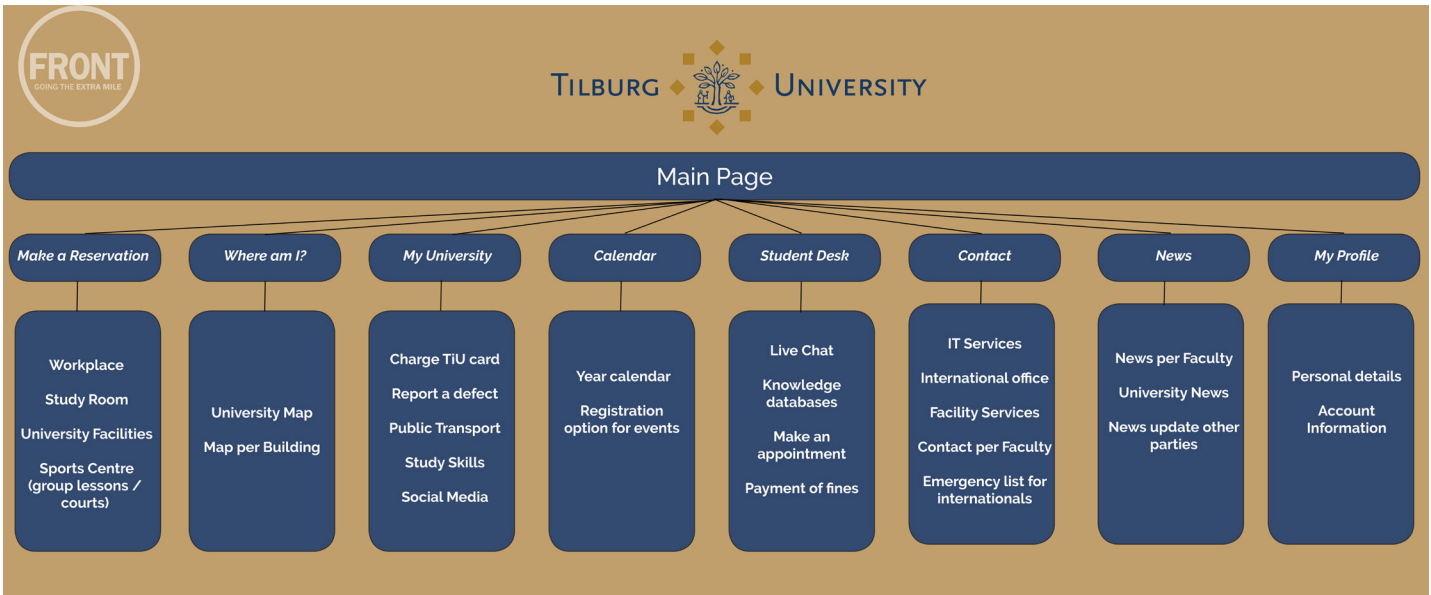 FRONT
GOING THE EXTRA MILE
TILBURG UNIVERSITY
Main Page
Make a Reservation
Where am I?
My University
Calendar
Student Desk
Contact
News
My Profile
Workplace
Study Room
University Facilities
Sports Centre
(group lessons /
courts)
University Map
Map per Building
Charge TiU card
Report a defect
Public Transport
Study Skills
Social Media
Year calendar
Registration
option for events
Live Chat
Knowledge
databases
Make an
appointment
Payment of fines
IT Services
International office
Facility Services
Contact per Faculty
Emergency list for
internationals
News per Faculty
University News
News update other
parties
Personal details
Account
Information